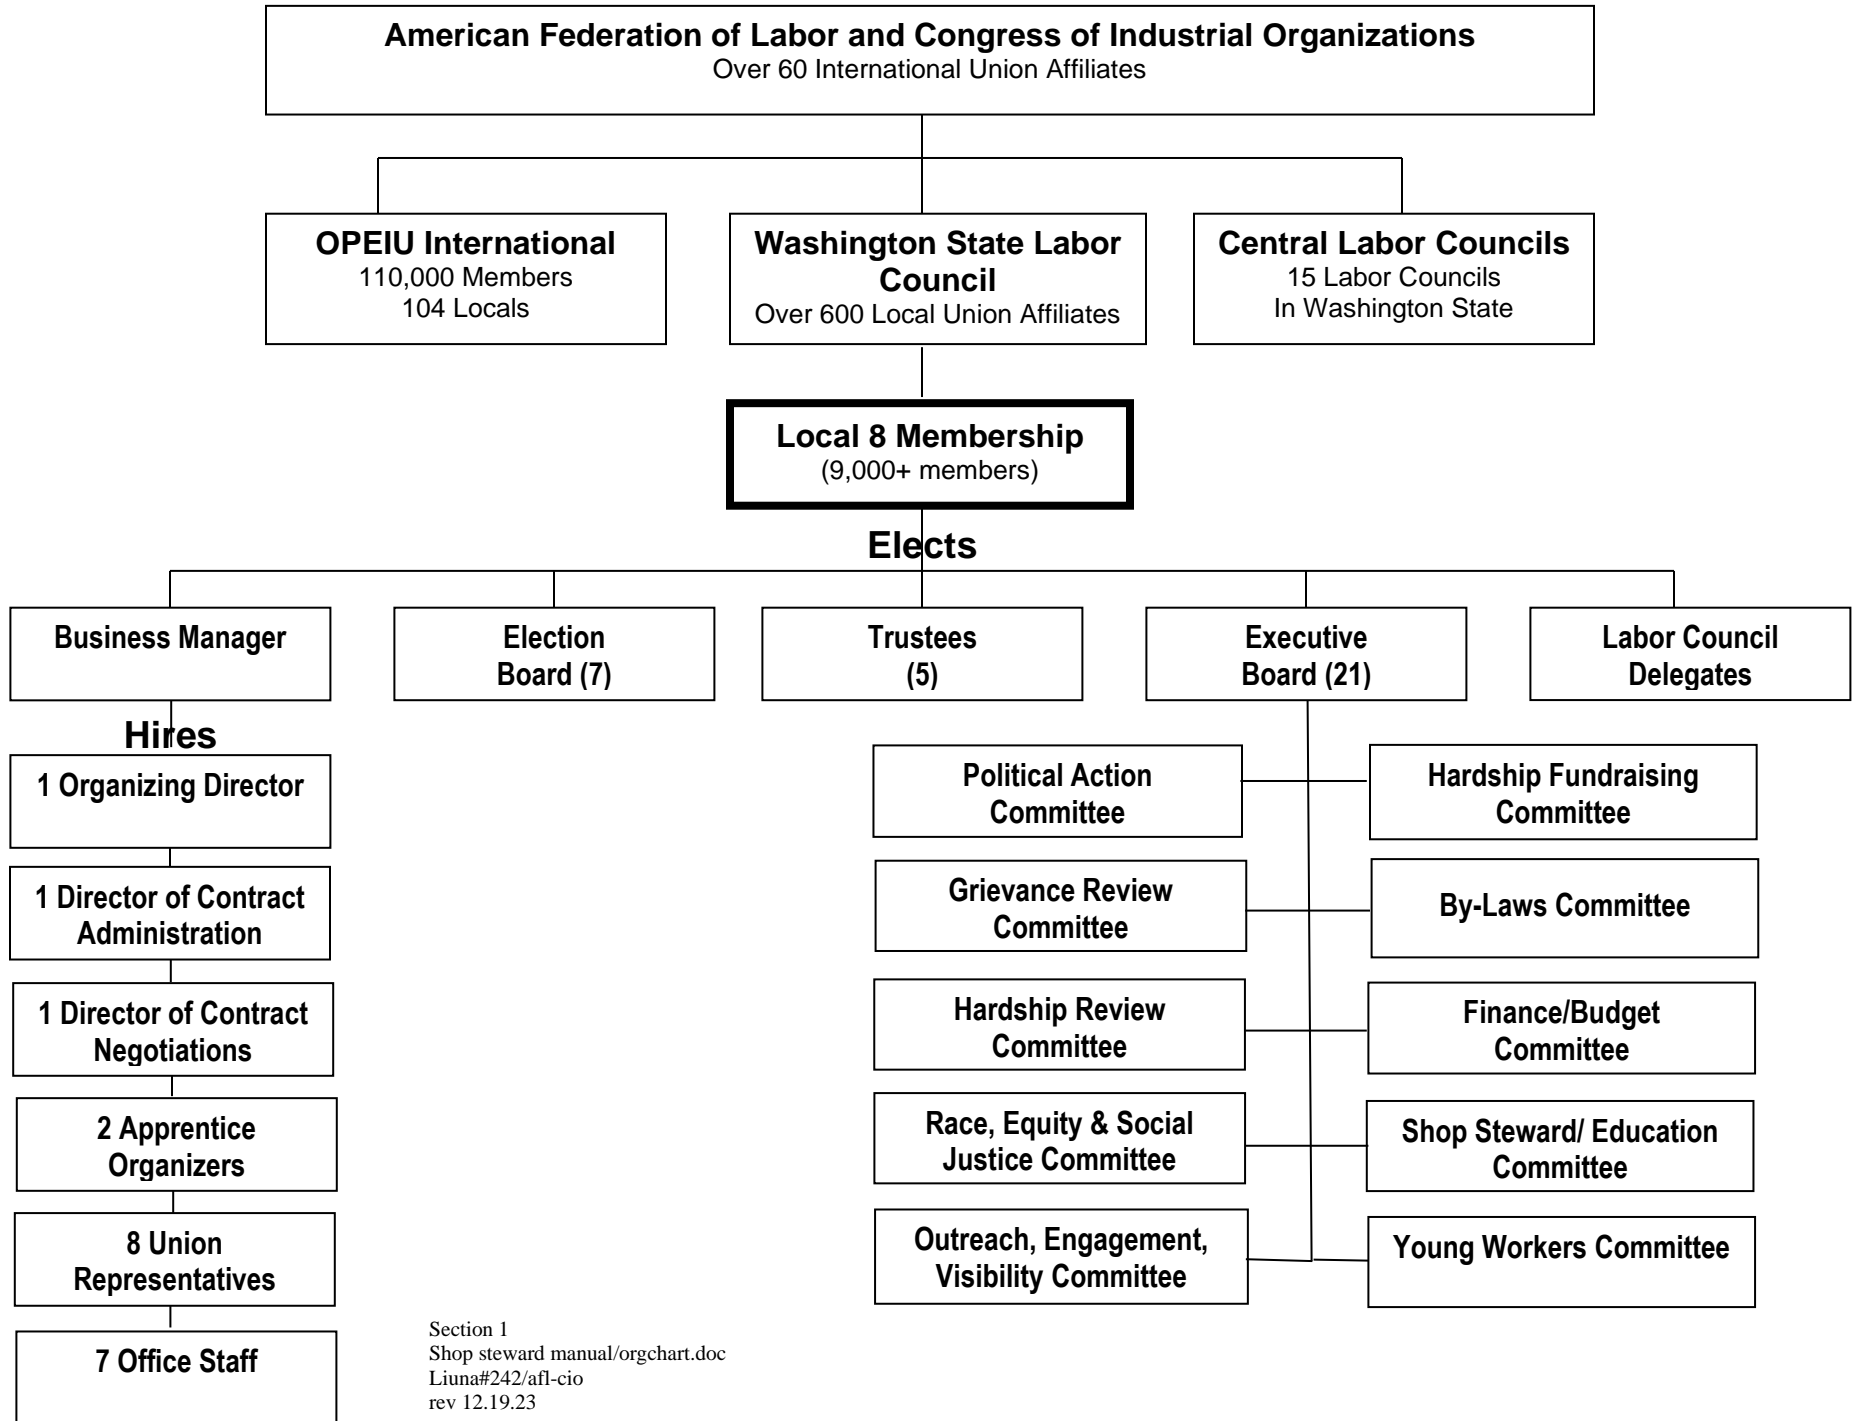 American Federation of Labor and Congress of Industrial Organizations
Over 60 International Union Affiliates
OPEIU International
110,000 Members
104 Locals
Washington State Labor
Council
Over 600 Local Union Affiliates
Central Labor Councils
15 Labor Councils
In Washington State
Local 8 Membership
(9,000+ members)
Elects
Business Manager
Election
Board (7)
Trustees
(5)
Executive
Board (21)
Labor Council
Delegates
Hires
1 Organizing Director
1 Director of Contract
Administration
1 Director of Contract
Negotiations
2 Apprentice
Organizers
8 Union
Representatives
7 Office Staff
Political Action
Committee
Hardship Fundraising
Committee
Grievance Review
Committee
By-Laws Committee
Hardship Review
Committee
Finance/Budget
Committee
Race, Equity & Social
Justice Committee
Shop Steward/ Education
Committee
Outreach, Engagement,
Visibility Committee
Young Workers Committee
Section 1
Shop steward manual/orgchart.doc
Liuna#242/afl-cio
rev 12.19.23